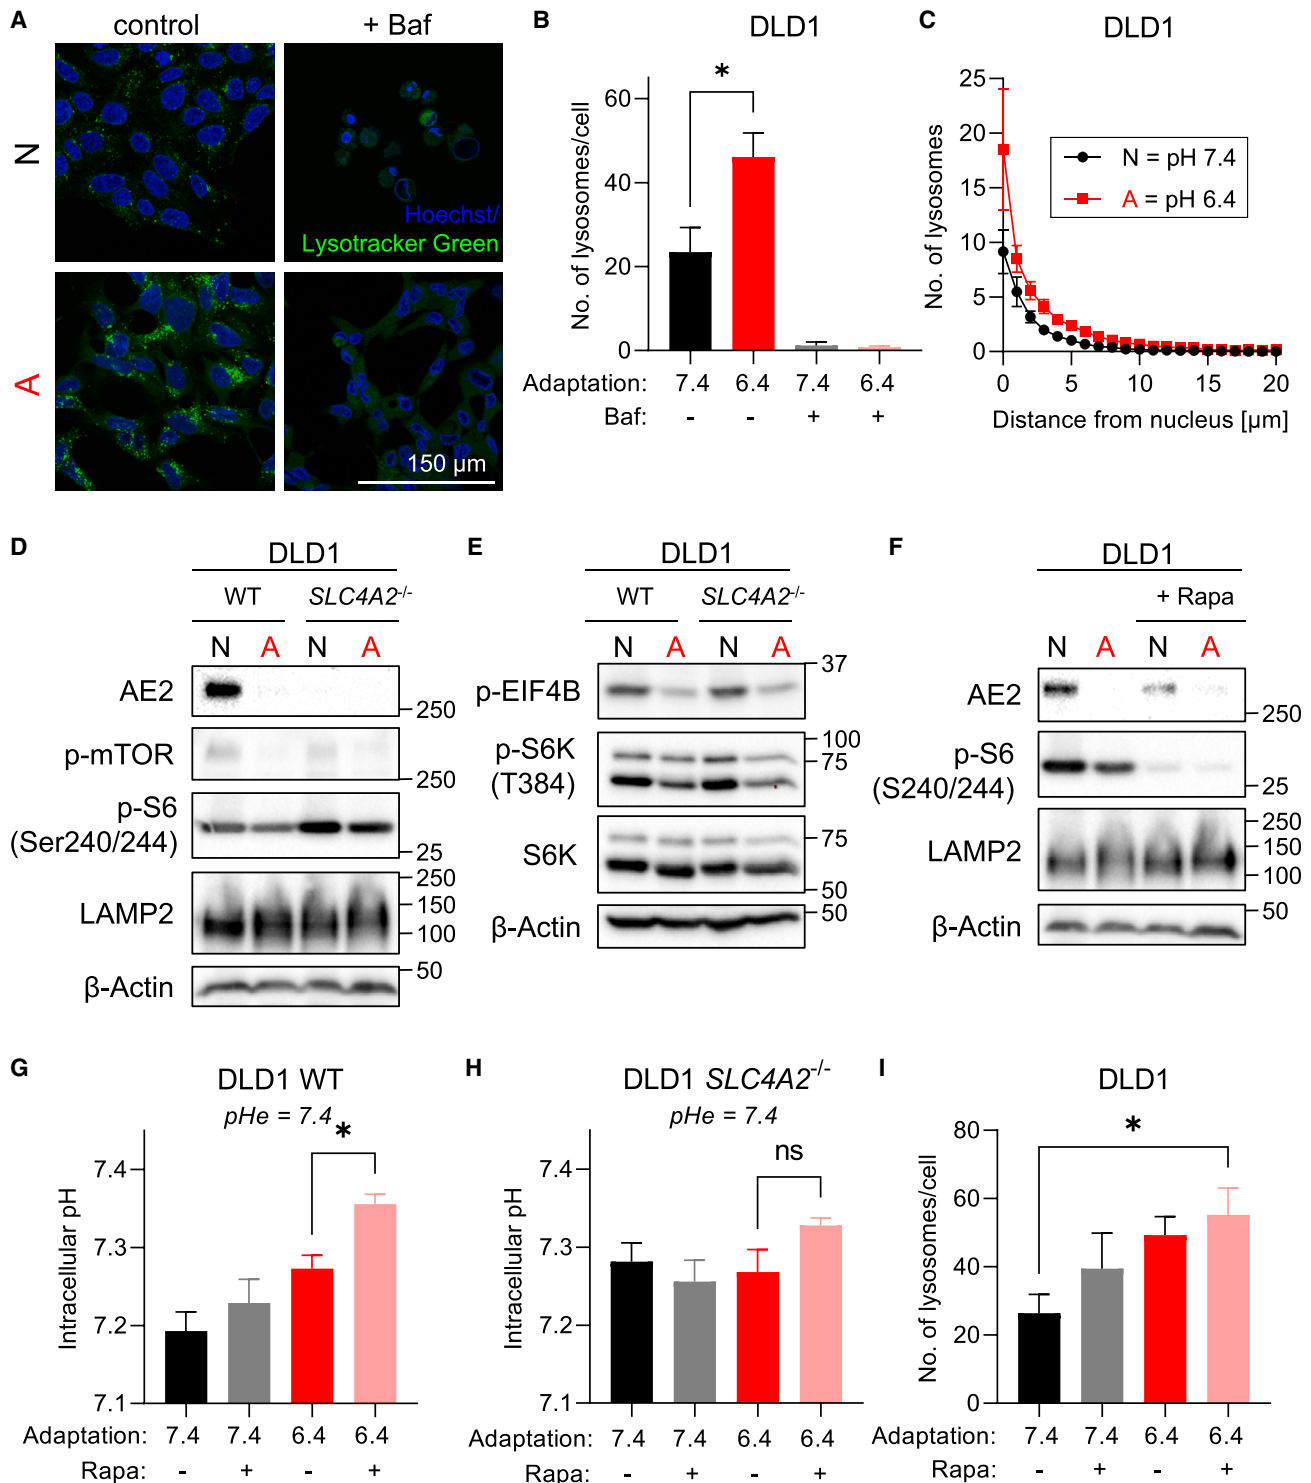 A
control
+ Baf
N
A
Hoechst/
Lysotracker Green
150 µm
B
DLD1
No. of lysosomes/cell
60
40
20
0
*
Adaptation: 7.4 6.4 7.4 6.4
Baf: - - + +
C
DLD1
No. of lysosomes
25
20
15
10
5
0
N = pH 7.4
A = pH 6.4
0 5 10 15 20
Distance from nucleus [µm]
D
DLD1
WT SLC4A2-/-
N A N A
AE2
250
p-mTOR
250
p-S6
(Ser240/244)
25
LAMP2
250
150
100
β-Actin
50
E
DLD1
WT SLC4A2-/-
N A N A
p-EIF4B
37
p-S6K
(T384)
100
75
S6K
75
50
β-Actin
50
F
DLD1
+ Rapa
N A N A
AE2
250
p-S6
(S240/244)
25
LAMP2
250
150
100
β-Actin
50
G
DLD1 WT
pHe = 7.4
*
Intracellular pH
7.4
7.3
7.2
7.1
Adaptation: 7.4 7.4 6.4 6.4
Rapa: - + - +
H
DLD1 SLC4A2-/-
pHe = 7.4
ns
Intracellular pH
7.4
7.3
7.2
7.1
Adaptation: 7.4 7.4 6.4 6.4
Rapa: - + - +
I
DLD1
*
No. of lysosomes/cell
80
60
40
20
0
Adaptation: 7.4 7.4 6.4 6.4
Rapa: - + - +